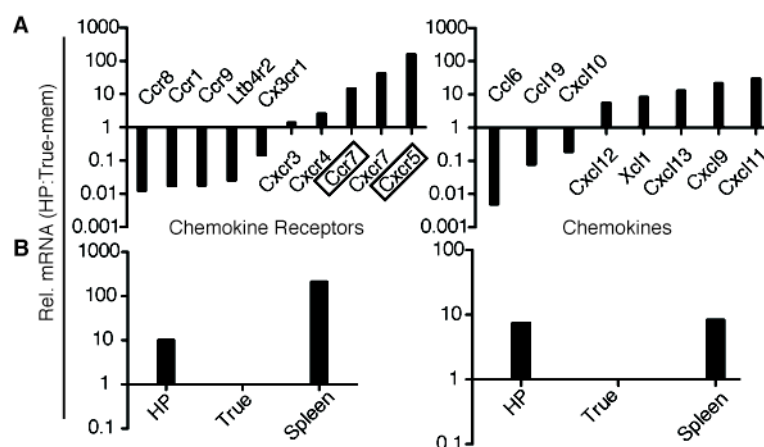 A
Rel. mRNA (HP:True-mem)
1000
100
10
1
0.1
0.01
0.001
Ccr8
Ccr1
Ccr9
Ltb4r2
Cx3cr1
Cxcr3
Cxcr4
Ccr7
Cxcr7
Cxcr5
Chemokine Receptors
1000
100
10
1
0.1
0.01
0.001
Ccl6
Ccl19
Cxcl10
Cxcl12
Xcl1
Cxcl13
Cxcl9
Cxcl11
Chemokines
B
1000
100
10
1
0.1
HP
True
Spleen
100
10
1
0.1
HP
True
Spleen